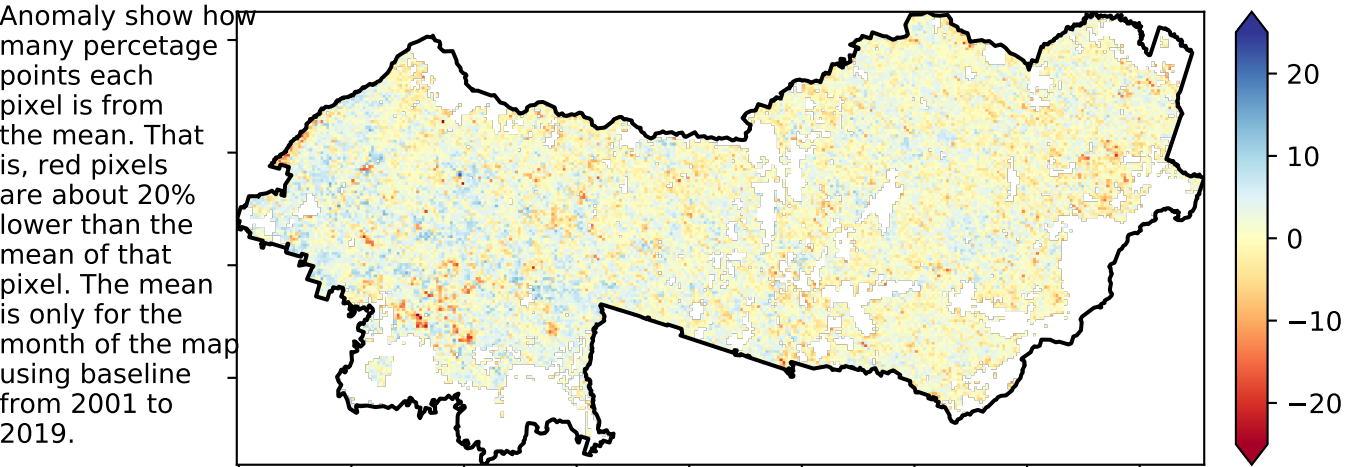 Anomaly show how
many percetage
points each
pixel is from
the mean. That
is, red pixels
are about 20%
lower than the
mean of that
pixel. The mean
is only for the
month of the map
using baseline
from 2001 to
2019.
20
10
0
−10
−20